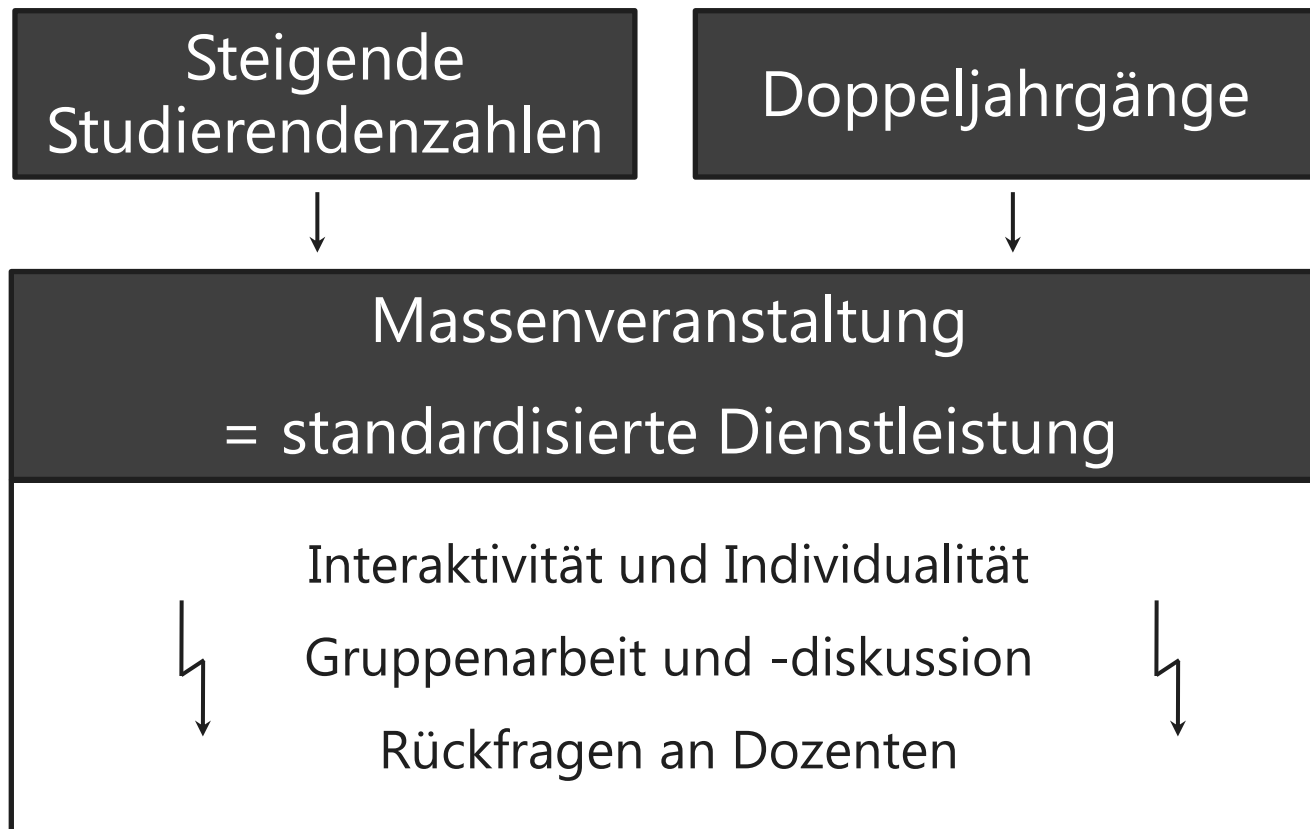 Steigende
Studierendenzahlen
Doppeljahrgänge
Massenveranstaltung
= standardisierte Dienstleistung
Interaktivität und Individualität
Gruppenarbeit und -diskussion
Rückfragen an Dozenten